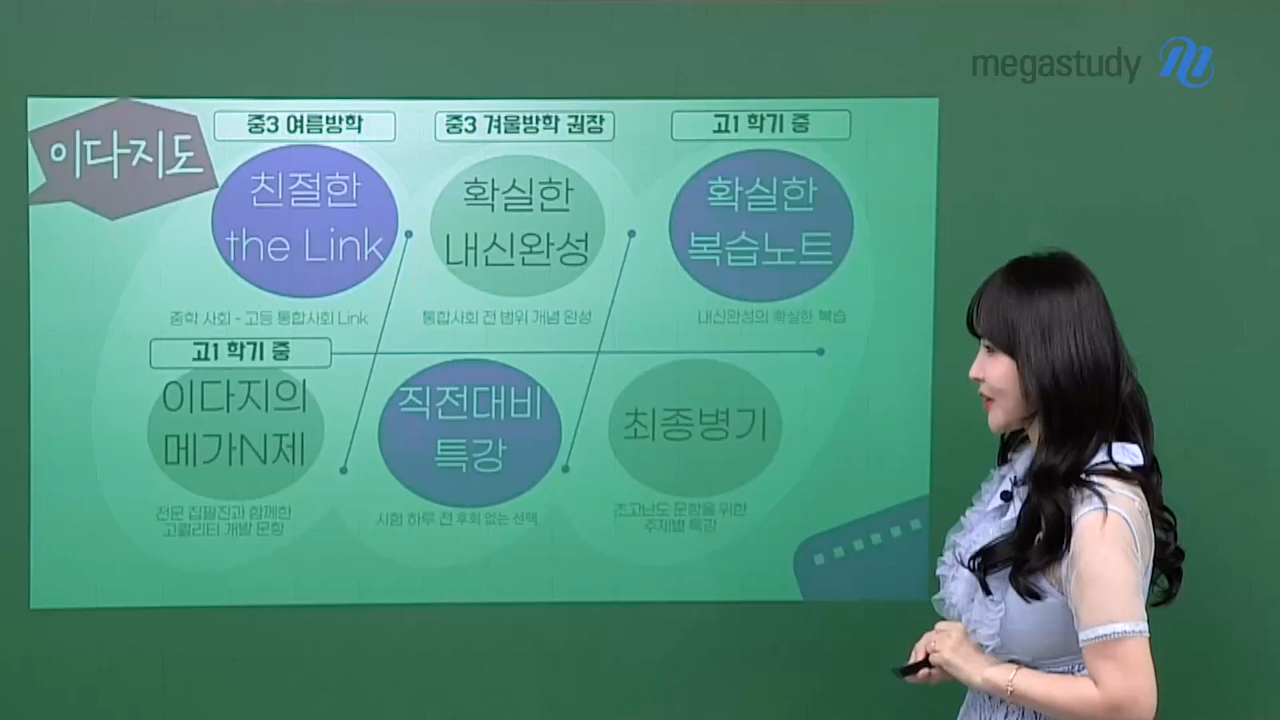 megastudy
이다지도
중3 여름방학
친절한
the Link
중학 사회 - 고등 통합사회 Link
중3 겨울방학 권장
확실한
내신완성
통합사회 전 범위 개념 완성
고1 학기 중
확실한
복습노트
내신완성의 확실한 복습
고1 학기 중
이다지의
메가N제
전문 집필진과 함께한
고퀄리티 개발 문항
직전대비
특강
시험 하루 전 후회 없는 선택
최종병기
초고난도 문항을 위한
주제별 특강